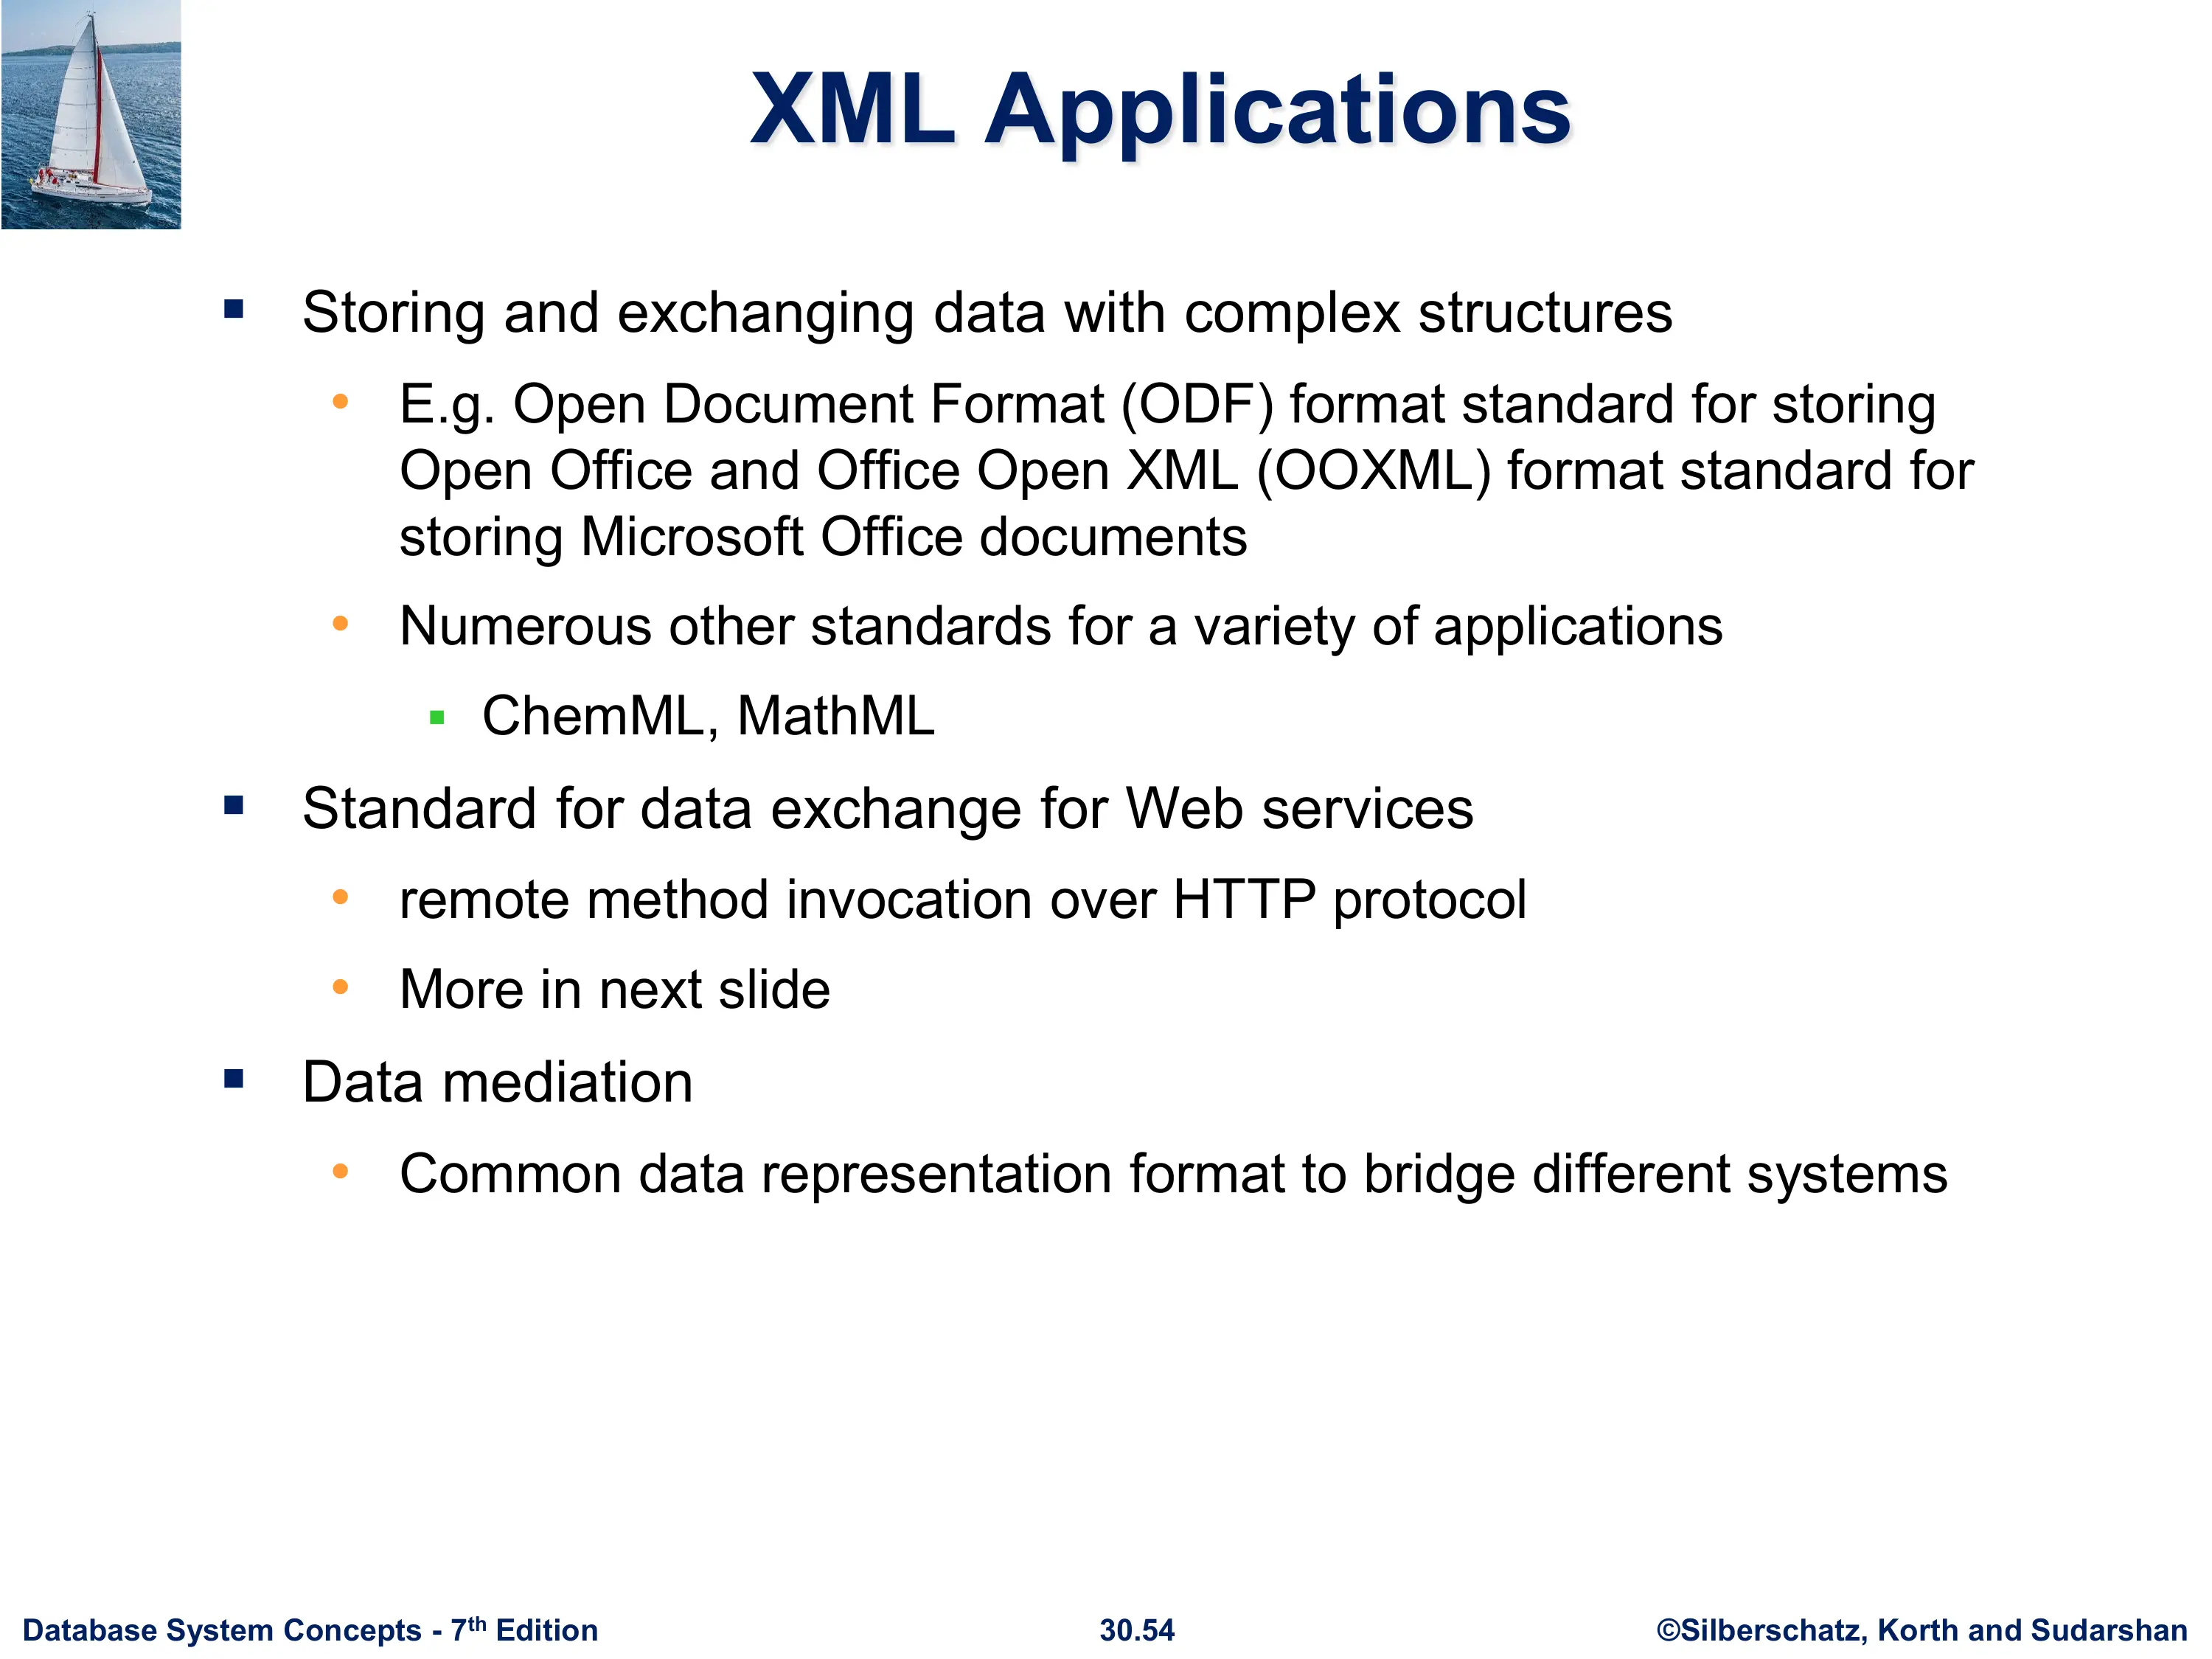 XML Applications
Storing and exchanging data with complex structures
E.g. Open Document Format (ODF) format standard for storing
Open Office and Office Open XML (OOXML) format standard for
storing Microsoft Office documents
Numerous other standards for a variety of applications
ChemML, MathML
Standard for data exchange for Web services
remote method invocation over HTTP protocol
More in next slide
Data mediation
Common data representation format to bridge different systems
Database System Concepts - 7th Edition
30.54
©Silberschatz, Korth and Sudarshan